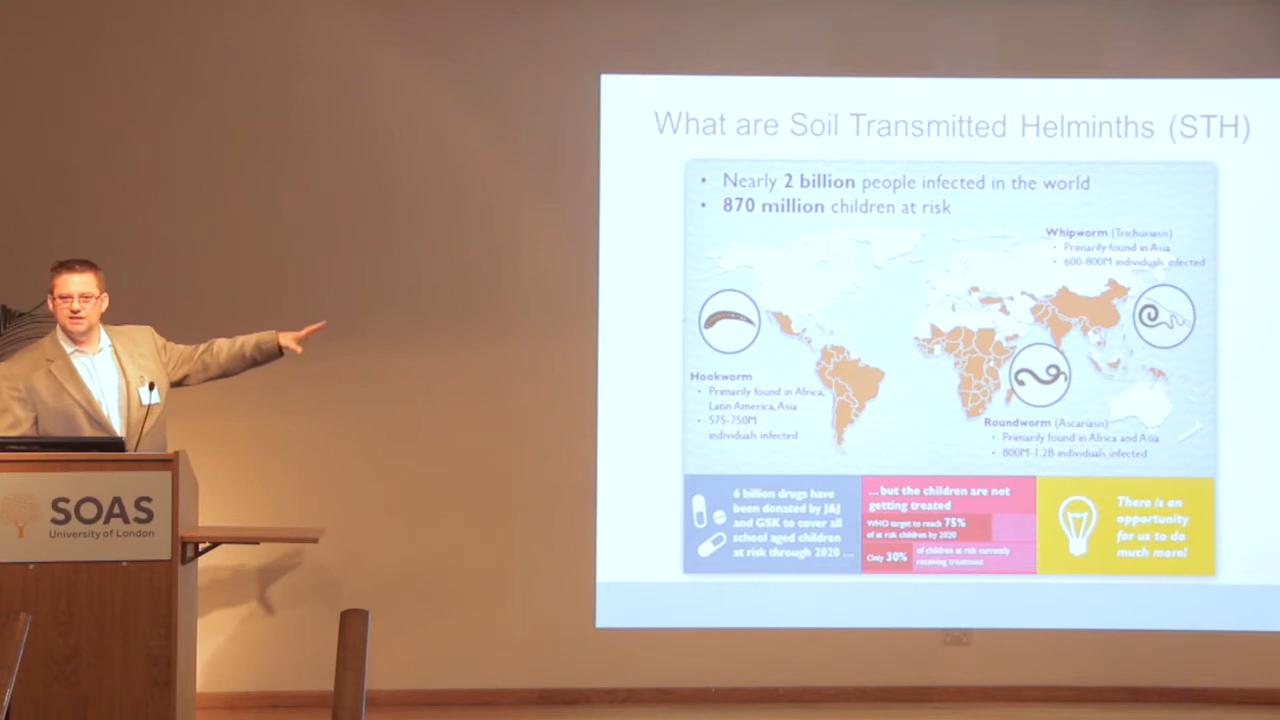 What are Soil Transmitted Helminths (STH)
• Nearly 2 billion people infected in the world
• 870 million children at risk
Whipworm (Trichuriasis)
• Primarily found in Asia
• 600-800M individuals infected
Hookworm
• Primarily found in Africa,
Latin America, Asia
• 575-750M
individuals infected
Roundworm (Ascariasis)
• Primarily found in Africa and Asia
• 800M-1.2B individuals infected
6 billion drugs have
been donated by J&J
and GSK to cover all
school aged children
at risk through 2020 ...
...but the children are not
getting treated
WHO target to reach 75%
of at risk children by 2020
Only 30%
of children at risk currently
receiving treatment
There is an
opportunity
for us to do
much more!
SOAS
University of London